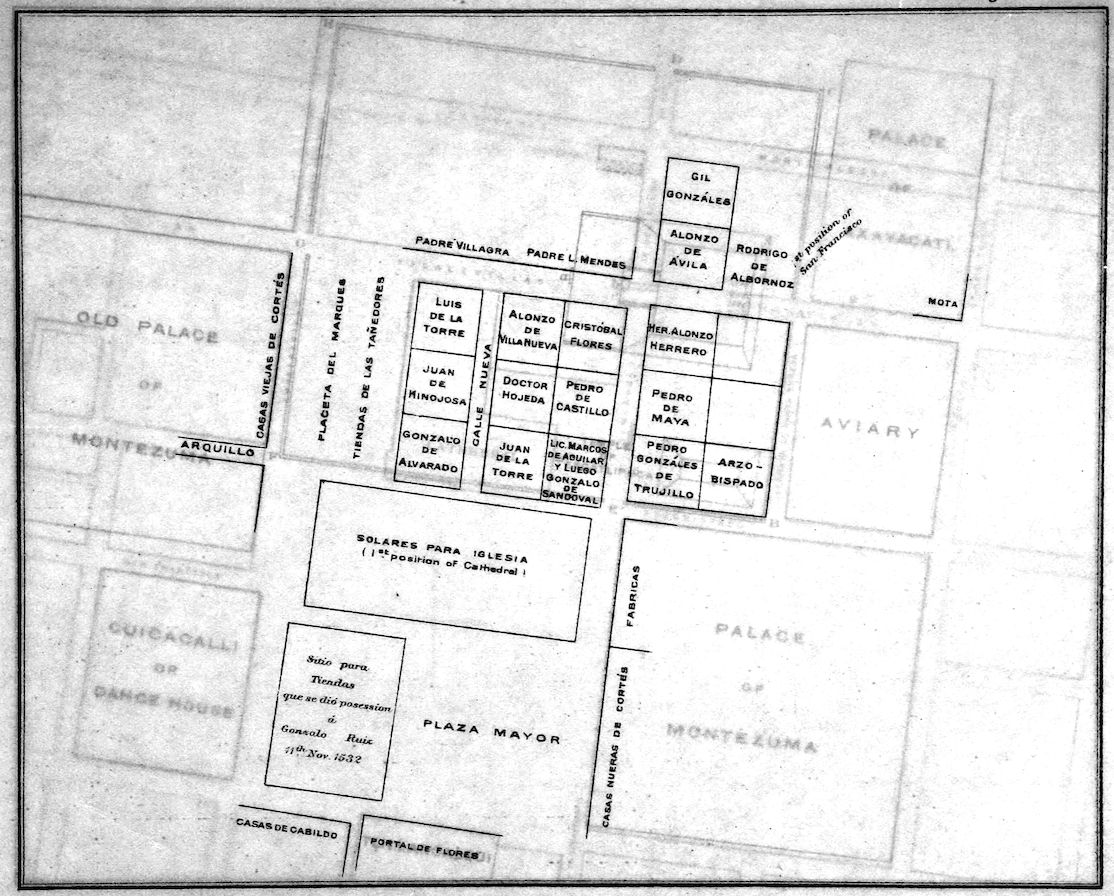 GIL
GONZÁLES
ALONZO
DE
ÁVILA
RODRIGO
DE
ALBORNOZ
1st position of
San Francisco
PALACE
OF
MOTA
PADRE VILLAGRA PADRE L. MENDES
OLD PALACE
OF
MONTEZUMA
CASAS VIEJAS DE CORTÉS
ARQUILLO
PLACETA DEL MARQUES
TIENDAS DE LAS TAÑEDORES
LUIS
DE LA
TORRE
JUAN
DE
HINOJOSA
GONZALO
DE
ALVARADO
CALLE NUEVA
ALONZO
DE
VILLANUEVA
CRISTÓBAL
FLORES
DOCTOR
HOJEDA
PEDRO
DE
CASTILLO
JUAN
DE LA
TORRE
LIC. MARCOS
DE AGUILAR
Y LUEGO
GONZALO
DE
SANDOVAL
HER. ALONZO
HERRERO
PEDRO
DE
MAYA
PEDRO
GONZÁLES
DE
TRUJILLO
ARZO-
BISPADO
AVIARY
SOLARES PARA IGLESIA
(1st position of Cathedral)
FABRICAS
CASAS NUERAS DE CORTÉS
PALACE
OF
MONTEZUMA
CUICACALLI
OR
DANCE HOUSE
Sitio para
Tiendas
que se dió posession
á
Gonzalo Ruiz
11th Nov. 1532
PLAZA MAYOR
CASAS DE CABILDO
PORTAL DE FLORES